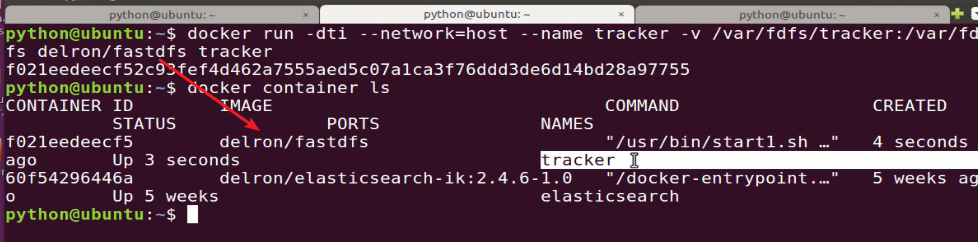 python@ubuntu: ~ × python@ubuntu: ~ × python@ubuntu: ~ ×
python@ubuntu:~$ docker run -dti --network=host --name tracker -v /var/fdfs/tracker:/var/fd
fs delron/fastdfs tracker
f021eedeecf52c93fef4d462a7555aed5c07a1ca3f76ddd3de6d14bd28a97755
python@ubuntu:~$ docker container ls
CONTAINER ID IMAGE COMMAND CREATED
STATUS PORTS NAMES
f021eedeecf5 delron/fastdfs "/usr/bin/start1.sh …" 4 seconds
ago Up 3 seconds tracker
60f54296446a delron/elasticsearch-ik:2.4.6-1.0 "/docker-entrypoint.…" 5 weeks ag
o Up 5 weeks elasticsearch
python@ubuntu:~$